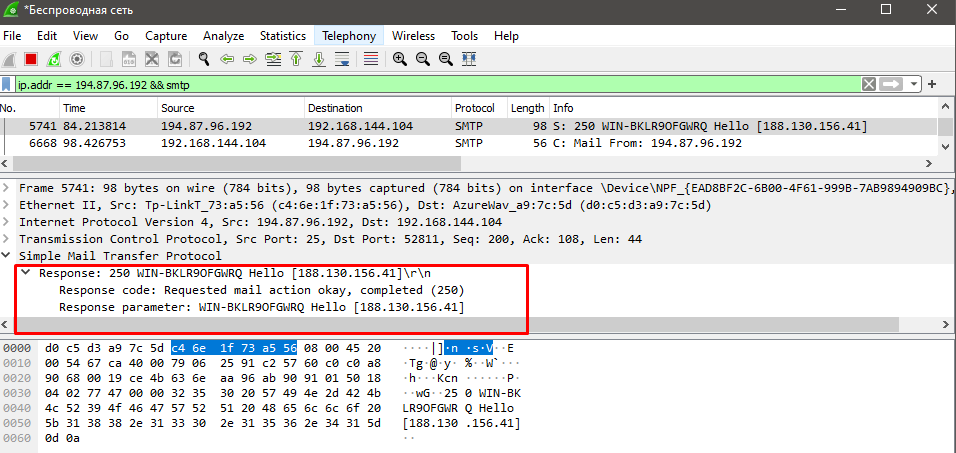 *Беспроводная сеть
File Edit View Go Capture Analyze Statistics Telephony Wireless Tools Help
ip.addr == 194.87.96.192 && smtp
No. Time Source Destination Protocol Length Info
5741 84.213814 194.87.96.192 192.168.144.104 SMTP 98 S: 250 WIN-BKLR9OFGWRQ Hello [188.130.156.41]
6668 98.426753 192.168.144.104 194.87.96.192 SMTP 56 C: Mail From: 194.87.96.192
Frame 5741: 98 bytes on wire (784 bits), 98 bytes captured (784 bits) on interface \Device\NPF_{EAD8BF2C-6B00-4F61-999B-7AB9894909BC},
Ethernet II, Src: Tp-LinkT_73:a5:56 (c4:6e:1f:73:a5:56), Dst: AzureWav_a9:7c:5d (d0:c5:d3:a9:7c:5d)
Internet Protocol Version 4, Src: 194.87.96.192, Dst: 192.168.144.104
Transmission Control Protocol, Src Port: 25, Dst Port: 52811, Seq: 200, Ack: 108, Len: 44
Simple Mail Transfer Protocol
Response: 250 WIN-BKLR9OFGWRQ Hello [188.130.156.41]\r\n
Response code: Requested mail action okay, completed (250)
Response parameter: WIN-BKLR9OFGWRQ Hello [188.130.156.41]
0000 d0 c5 d3 a9 7c 5d c4 6e 1f 73 a5 56 08 00 45 20 ····|]·n ·s·V··E
0010 00 54 67 ca 40 00 79 06 25 91 c2 57 60 c0 c0 a8 ·Tg·@·y· %··W`···
0020 90 68 00 19 ce 4b 63 6e aa 96 ab 90 91 01 50 18 ·h···Kcn ······P·
0030 04 02 77 47 00 00 32 35 30 20 57 49 4e 2d 42 4b ··wG··25 0 WIN-BK
0040 4c 52 39 4f 46 47 57 52 51 20 48 65 6c 6c 6f 20 LR9OFGWR Q Hello
0050 5b 31 38 38 2e 31 33 30 2e 31 35 36 2e 34 31 5d [188.130 .156.41]
0060 0d 0a ··